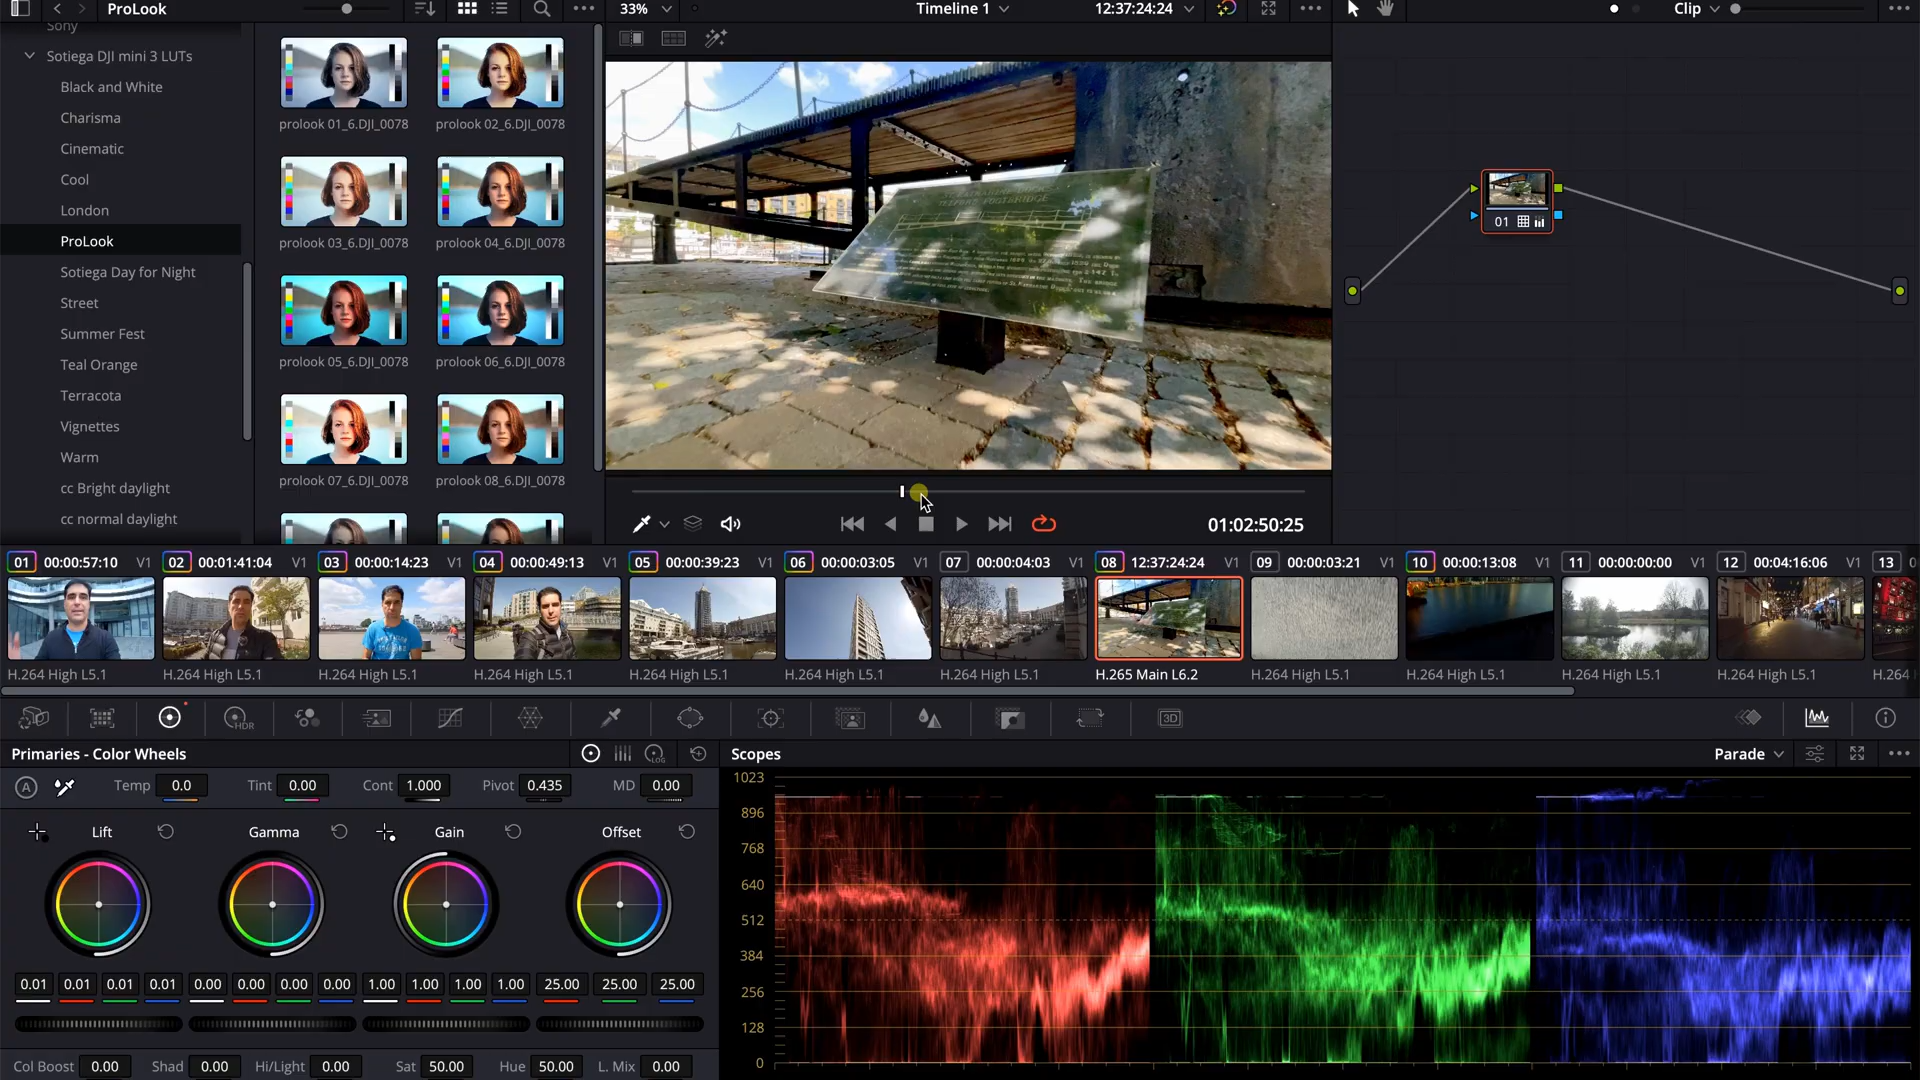 ProLook
33%
Timeline 1
12:37:24:24
Clip
Sony
Sotiega DJI mini 3 LUTs
Black and White
Charisma
Cinematic
Cool
London
ProLook
Sotiega Day for Night
Street
Summer Fest
Teal Orange
Terracota
Vignettes
Warm
cc Bright daylight
cc normal daylight
prolook 01_6.DJI_0078
prolook 02_6.DJI_0078
prolook 03_6.DJI_0078
prolook 04_6.DJI_0078
prolook 05_6.DJI_0078
prolook 06_6.DJI_0078
prolook 07_6.DJI_0078
prolook 08_6.DJI_0078
01
01:02:50:25
01 00:00:57:10 V1
02 00:01:41:04 V1
03 00:00:14:23 V1
04 00:00:49:13 V1
05 00:00:39:23 V1
06 00:00:03:05 V1
07 00:00:04:03 V1
08 12:37:24:24 V1
09 00:00:03:21 V1
10 00:00:13:08 V1
11 00:00:00:00 V1
12 00:04:16:06 V1
13
H.264 High L5.1
H.264 High L5.1
H.264 High L5.1
H.264 High L5.1
H.264 High L5.1
H.264 High L5.1
H.264 High L5.1
H.265 Main L6.2
H.264 High L5.1
H.264 High L5.1
H.264 High L5.1
H.264 High L5.1
H.264
HDR
3D
Primaries - Color Wheels
LOG
A
Temp 0.0
Tint 0.00
Cont 1.000
Pivot 0.435
MD 0.00
Lift
Gamma
Gain
Offset
0.01 0.01 0.01 0.01
0.00 0.00 0.00 0.00
1.00 1.00 1.00 1.00
25.00 25.00 25.00
Col Boost 0.00
Shad 0.00
Hi/Light 0.00
Sat 50.00
Hue 50.00
L. Mix 0.00
Scopes
Parade
1023
896
768
640
512
384
256
128
0